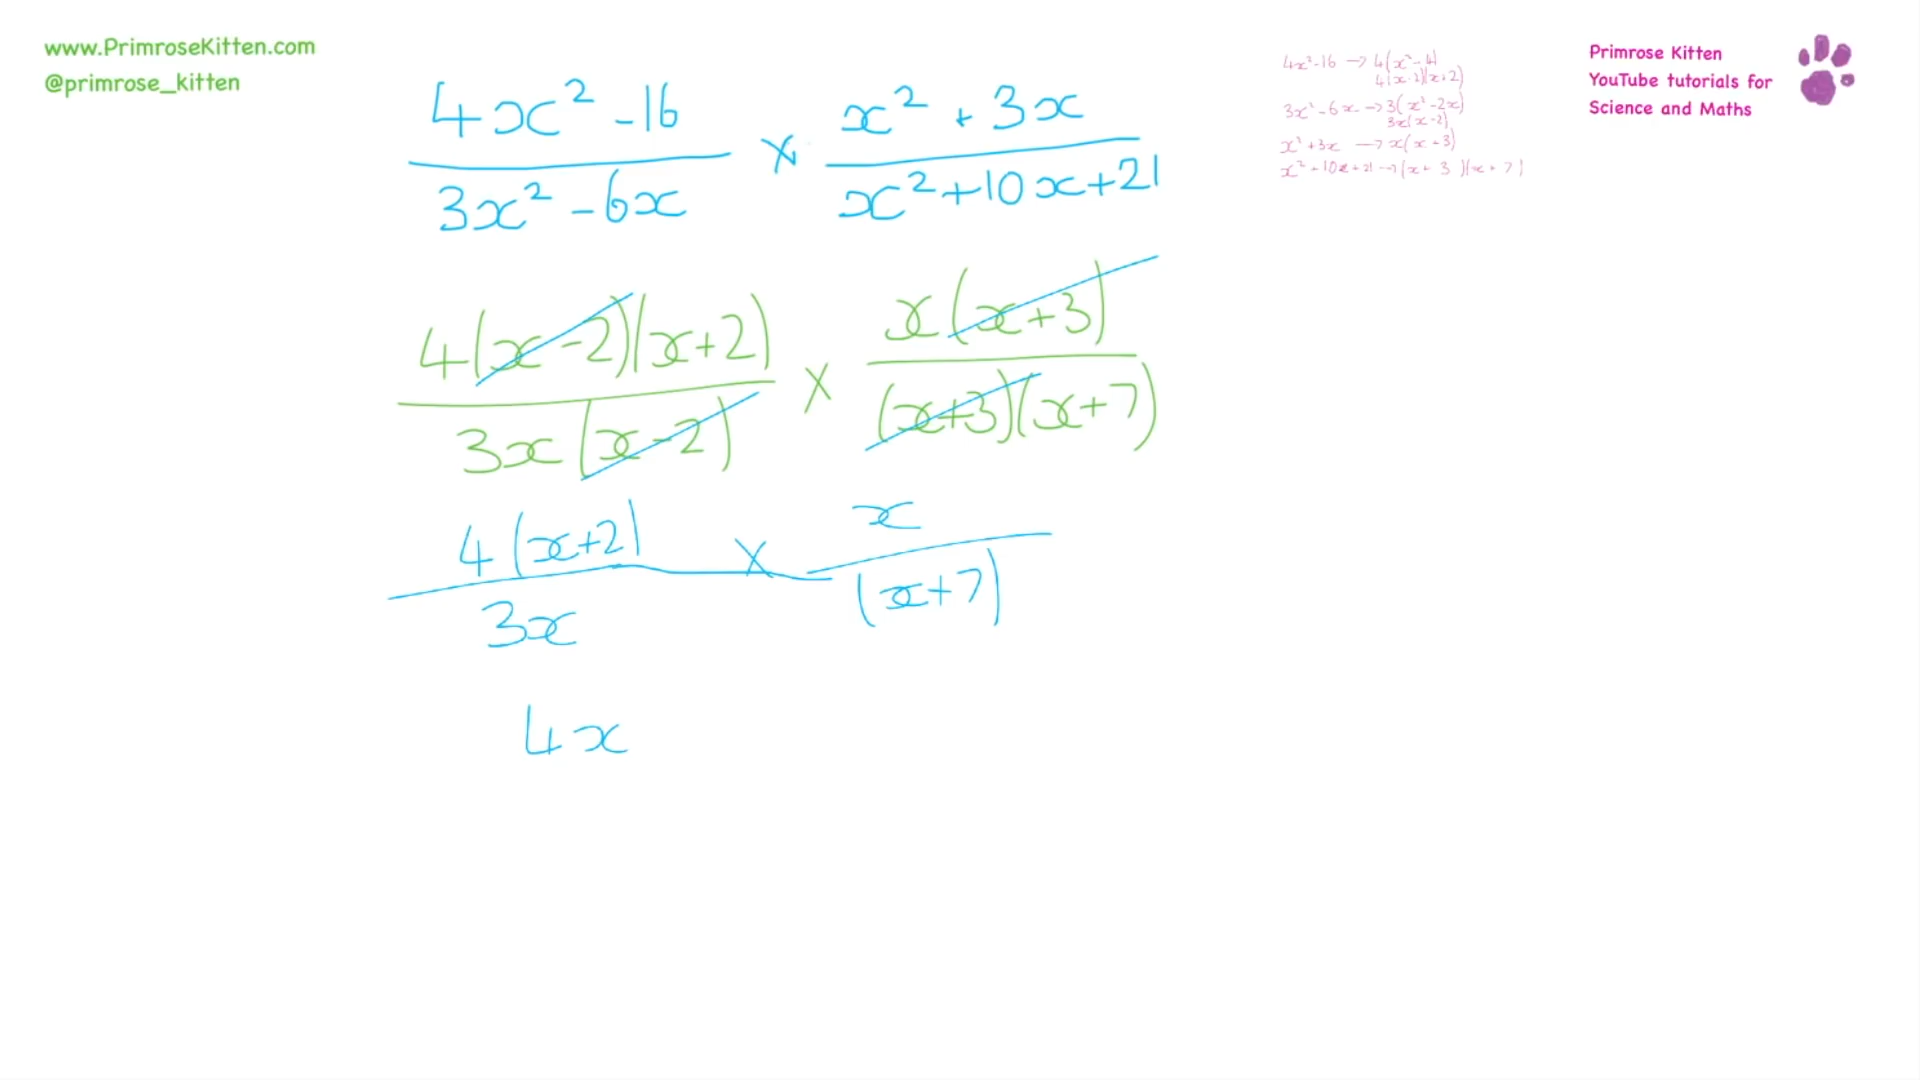 www.PrimroseKitten.com
@primrose_kitten
4x² - 16 / 3x² - 6x × x² + 3x / x² + 10x + 21
4(x - 2)(x + 2) / 3x(x - 2) × x(x + 3) / (x + 3)(x + 7)
4(x + 2) / 3x × x / (x + 7)
4x
4x² - 16 → 4(x² - 4)
4(x - 2)(x + 2)
3x² - 6x → 3(x² - 2x)
3x(x - 2)
x² + 3x → x(x + 3)
x² + 10x + 21 → (x + 3)(x + 7)
Primrose Kitten
YouTube tutorials for
Science and Maths